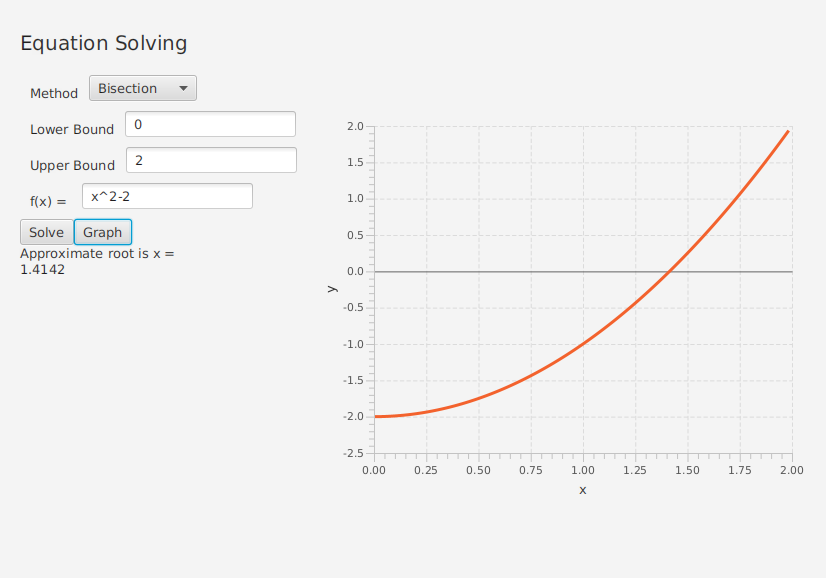 Equation Solving
Method Bisection
Lower Bound 0
Upper Bound 2
f(x) = x^2-2
Solve Graph
Approximate root is x =
1.4142
2.0
1.5
1.0
0.5
0.0
-0.5
-1.0
-1.5
-2.0
-2.5
y
0.00 0.25 0.50 0.75 1.00 1.25 1.50 1.75 2.00
x